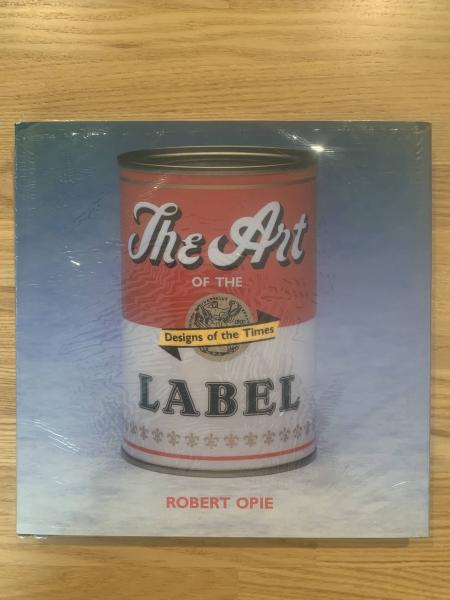 The Art
OF THE
Designs of the Times
LABEL
ROBERT OPIE